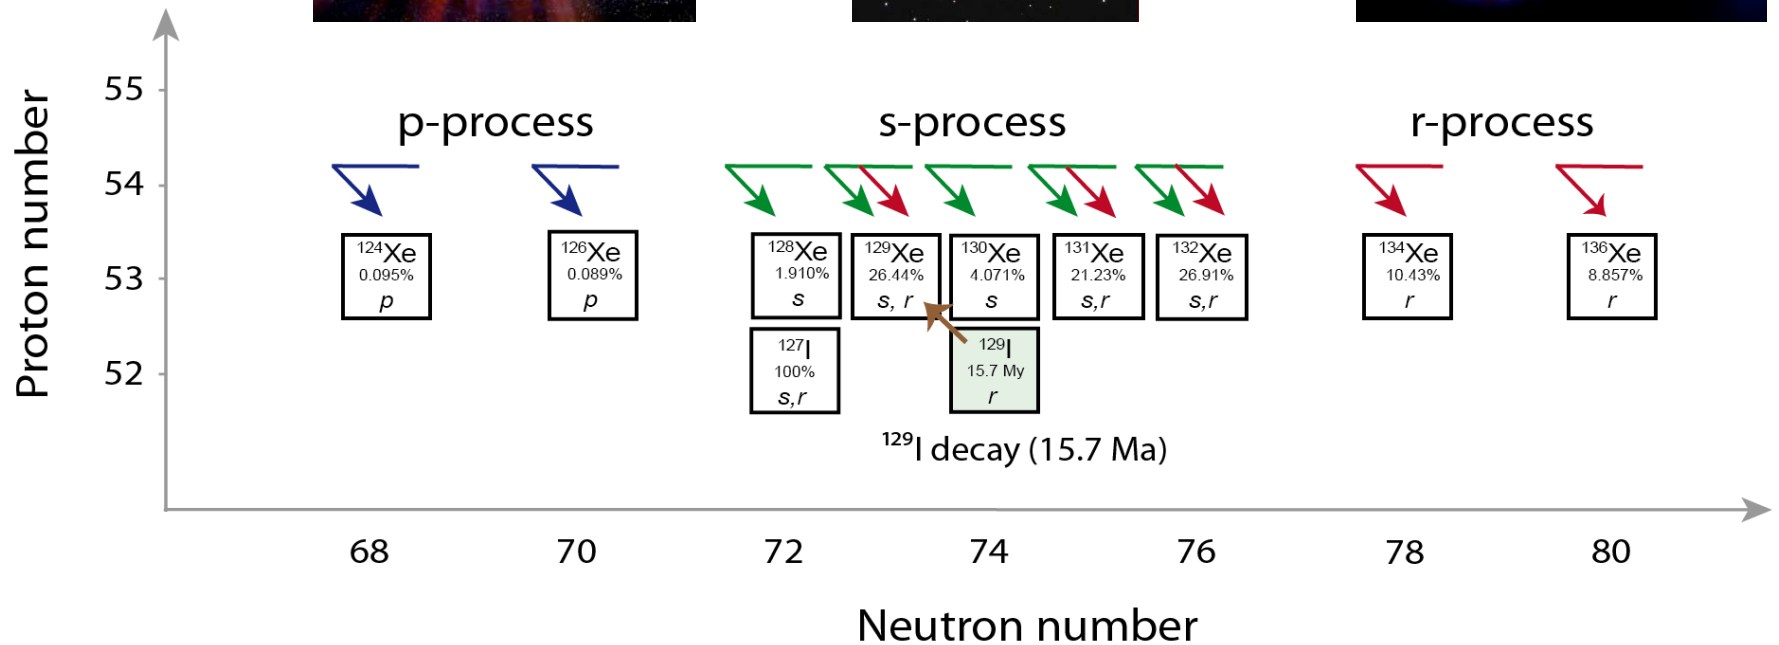 Proton number
55
54
53
52
p-process
s-process
r-process
¹²⁴Xe
0.095%
p
¹²⁶Xe
0.089%
p
¹²⁸Xe
1.910%
s
¹²⁹Xe
26.44%
s, r
¹³⁰Xe
4.071%
s
¹³¹Xe
21.23%
s,r
¹³²Xe
26.91%
s,r
¹³⁴Xe
10.43%
r
¹³⁶Xe
8.857%
r
¹²⁷I
100%
s,r
¹²⁹I
15.7 My
r
¹²⁹I decay (15.7 Ma)
68 70 72 74 76 78 80
Neutron number